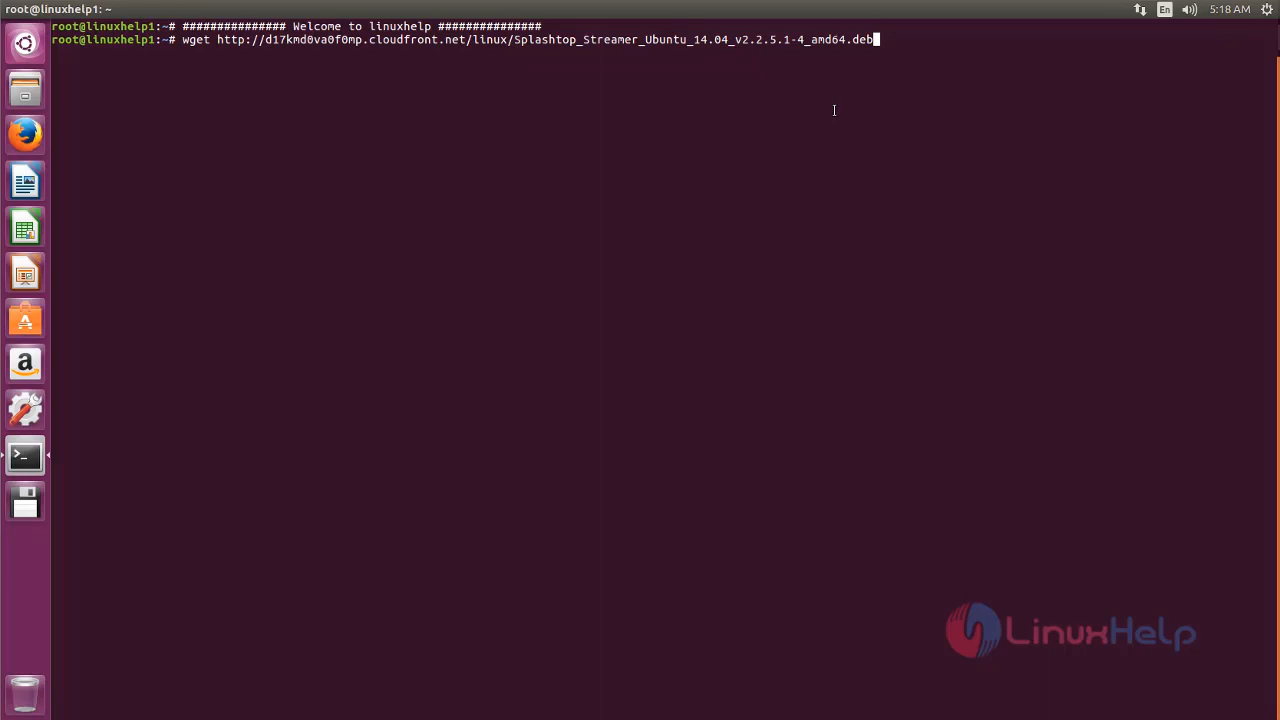 root@linuxhelp1: ~
En
5:18 AM
root@linuxhelp1:~# ############### Welcome to linuxhelp ###############
root@linuxhelp1:~# wget http://d17kmd0va0f0mp.cloudfront.net/linux/Splashtop_Streamer_Ubuntu_14.04_v2.2.5.1-4_amd64.deb
LinuxHelp